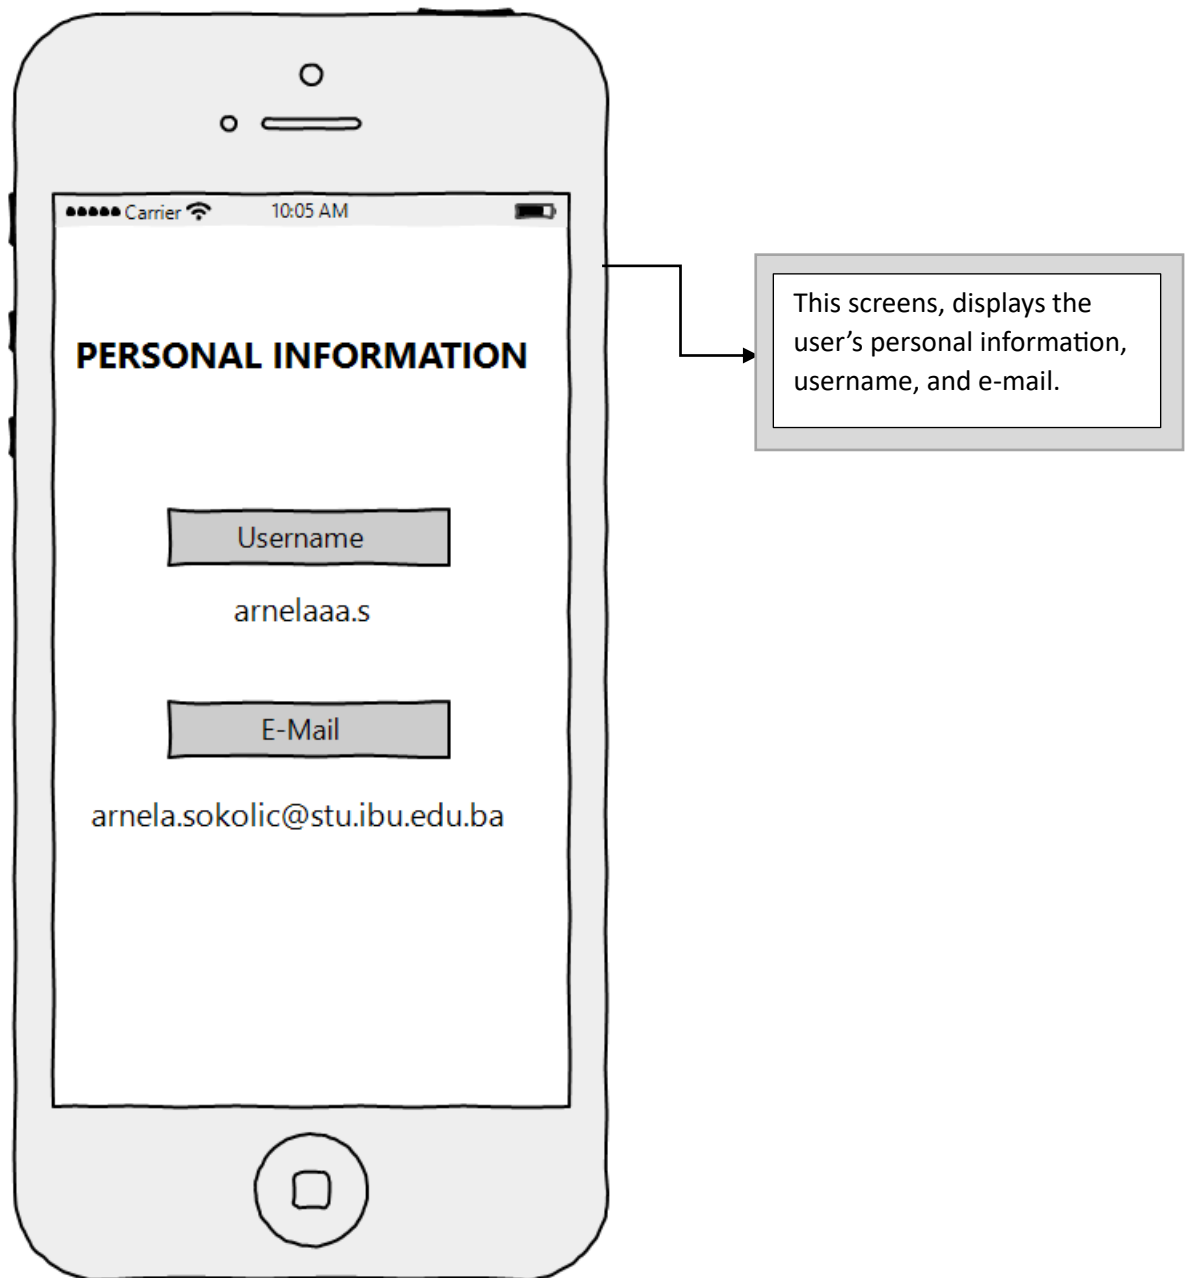 Carrier 10:05 AM
PERSONAL INFORMATION
Username
arnelaaa.s
E-Mail
arnela.sokolic@stu.ibu.edu.ba
This screens, displays the
user’s personal information,
username, and e-mail.